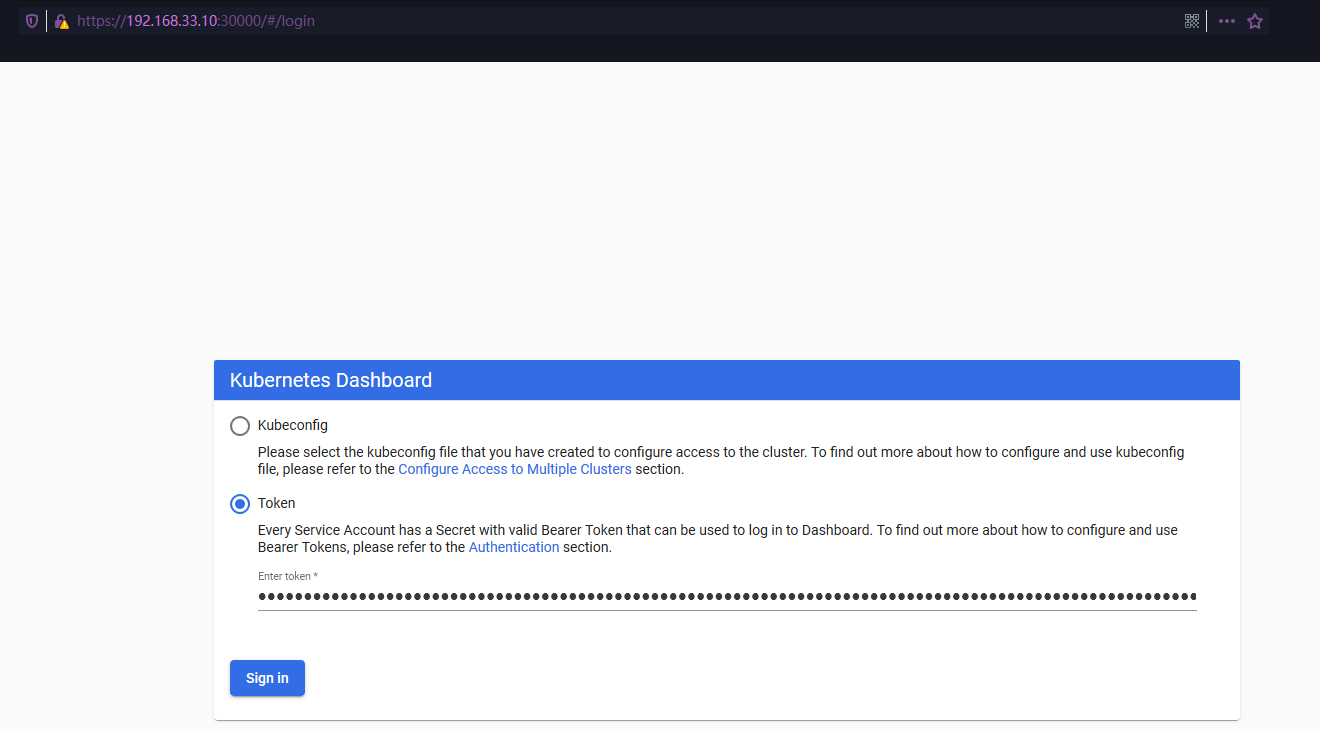 https://192.168.33.10:30000/#/login
Kubernetes Dashboard
Kubeconfig
Please select the kubeconfig file that you have created to configure access to the cluster. To find out more about how to configure and use kubeconfig
file, please refer to the Configure Access to Multiple Clusters section.
Token
Every Service Account has a Secret with valid Bearer Token that can be used to log in to Dashboard. To find out more about how to configure and use
Bearer Tokens, please refer to the Authentication section.
Enter token *
Sign in